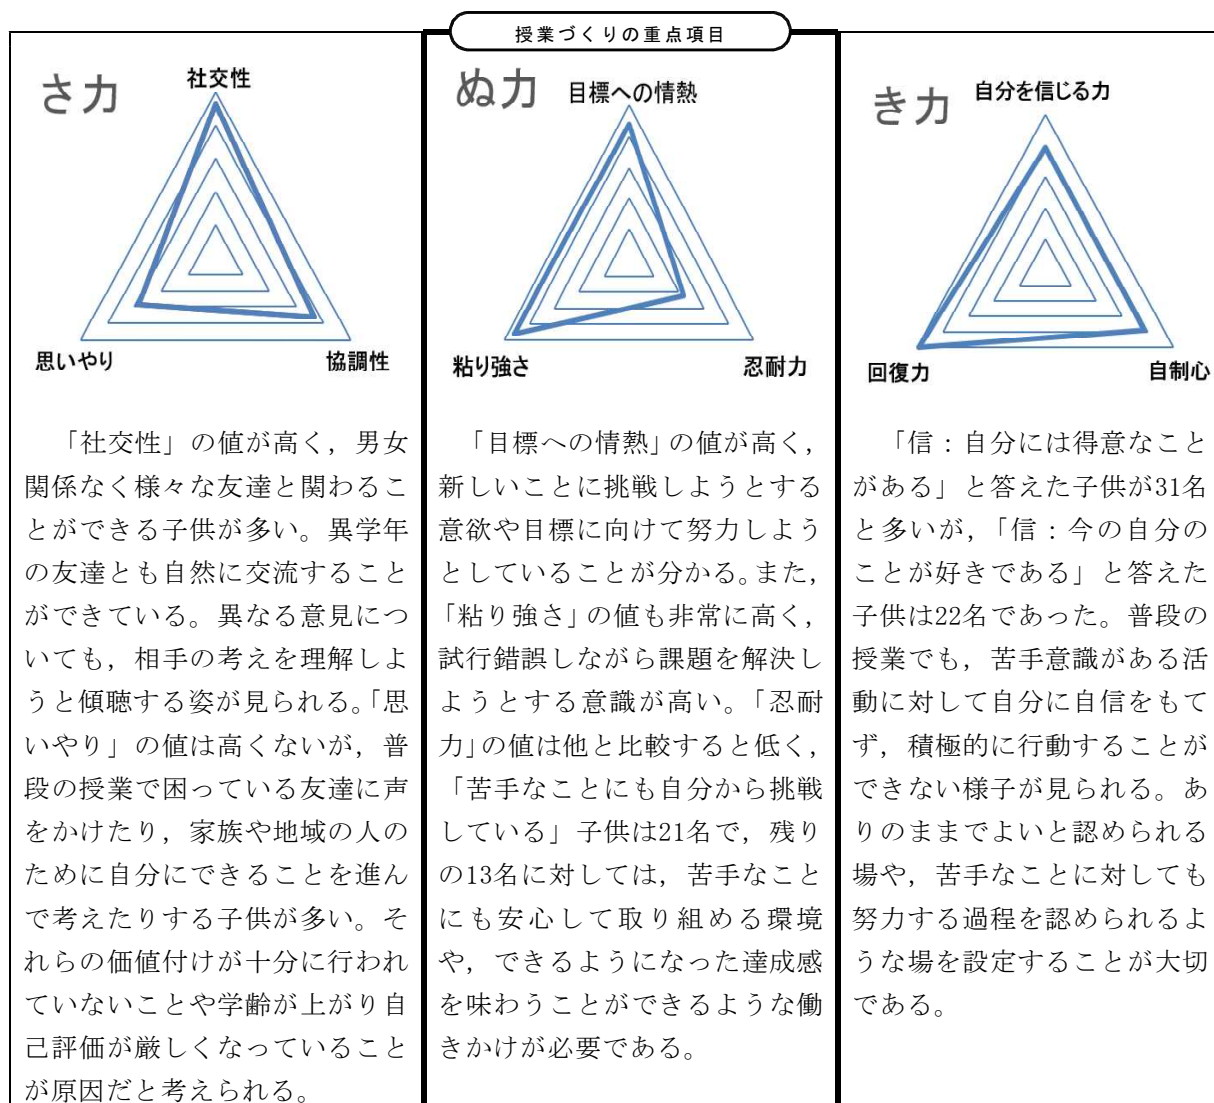 授業づくりの重点項目
さ力
社交性
思いやり
協調性
「社交性」の値が高く，男女
関係なく様々な友達と関わるこ
とができる子供が多い。異学年
の友達とも自然に交流すること
ができている。異なる意見につ
いても，相手の考えを理解しよ
うと傾聴する姿が見られる。「思
いやり」の値は高くないが，普
段の授業で困っている友達に声
をかけたり，家族や地域の人の
ために自分にできることを進ん
で考えたりする子供が多い。そ
れらの価値付けが十分に行われ
ていないことや学齢が上がり自
己評価が厳しくなっていること
が原因だと考えられる。
ぬ力
目標への情熱
粘り強さ
忍耐力
「目標への情熱」の値が高く，
新しいことに挑戦しようとする
意欲や目標に向けて努力しよう
としていることが分かる。また，
「粘り強さ」の値も非常に高く，
試行錯誤しながら課題を解決し
ようとする意識が高い。「忍耐
力」の値は他と比較すると低く，
「苦手なことにも自分から挑戦
している」子供は21名で，残り
の13名に対しては，苦手なこと
にも安心して取り組める環境
や，できるようになった達成感
を味わうことができるような働
きかけが必要である。
き力
自分を信じる力
回復力
自制心
「信：自分には得意なこと
がある」と答えた子供が31名
と多いが，「信：今の自分の
ことが好きである」と答えた
子供は22名であった。普段の
授業でも，苦手意識がある活
動に対して自分に自信をもて
ず，積極的に行動することが
できない様子が見られる。あ
りのままでよいと認められる
場や，苦手なことに対しても
努力する過程を認められるよ
うな場を設定することが大切
である。